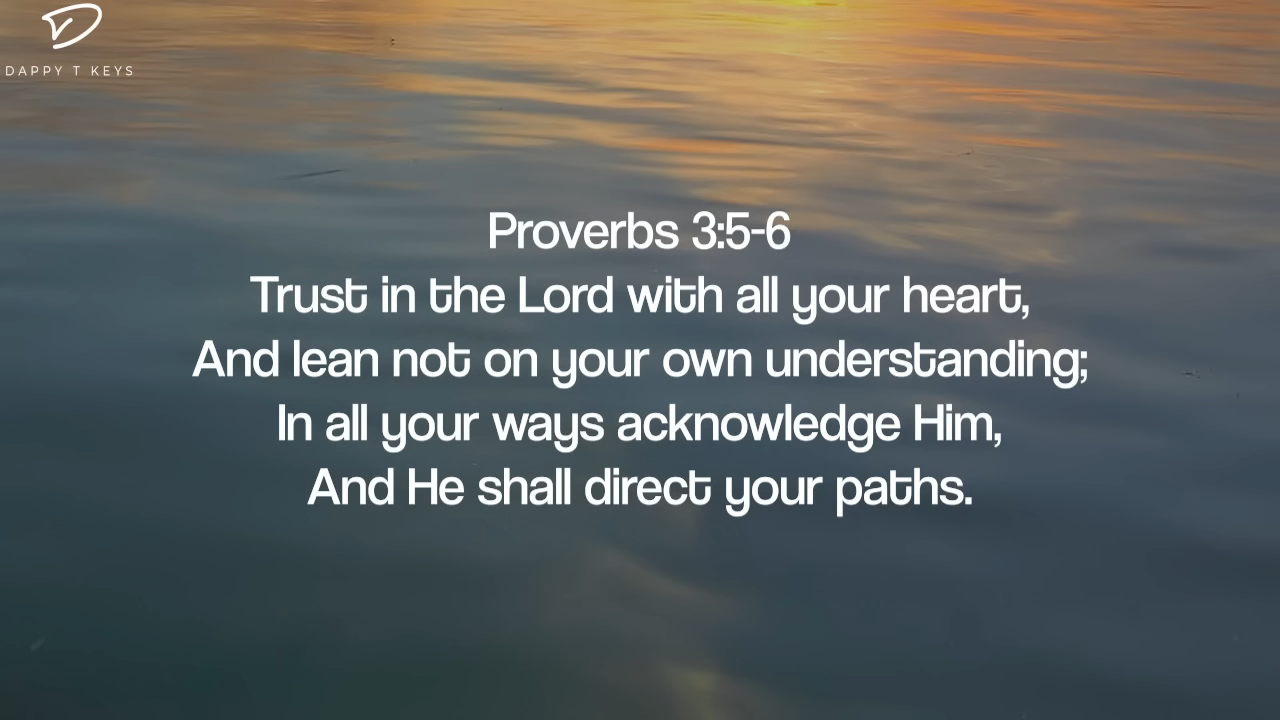 DAPPY T KEYS
Proverbs 3:5-6
Trust in the Lord with all your heart,
And lean not on your own understanding;
In all your ways acknowledge Him,
And He shall direct your paths.